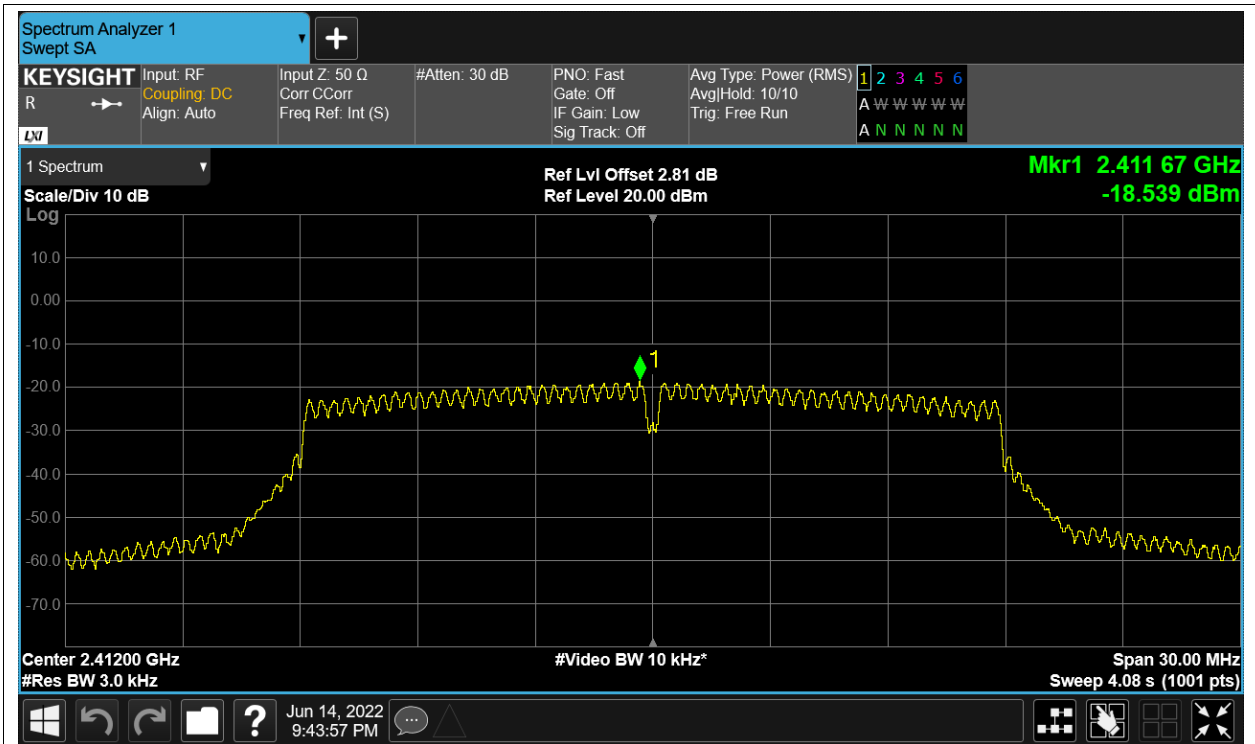 Spectrum Analyzer 1
Swept SA
KEYSIGHT
R
LXI
Input: RF
Coupling: DC
Align: Auto
Input Z: 50 Ω
Corr CCorr
Freq Ref: Int (S)
#Atten: 30 dB
PNO: Fast
Gate: Off
IF Gain: Low
Sig Track: Off
Avg Type: Power (RMS)
Avg|Hold: 10/10
Trig: Free Run
1 2 3 4 5 6
A W W W W W
A N N N N N
1 Spectrum
Scale/Div 10 dB
Log
Ref Lvl Offset 2.81 dB
Ref Level 20.00 dBm
Mkr1 2.411 67 GHz
-18.539 dBm
10.0
0.00
-10.0
-20.0
-30.0
-40.0
-50.0
-60.0
-70.0
1
Center 2.41200 GHz
#Res BW 3.0 kHz
#Video BW 10 kHz*
Span 30.00 MHz
Sweep 4.08 s (1001 pts)
?
Jun 14, 2022
9:43:57 PM